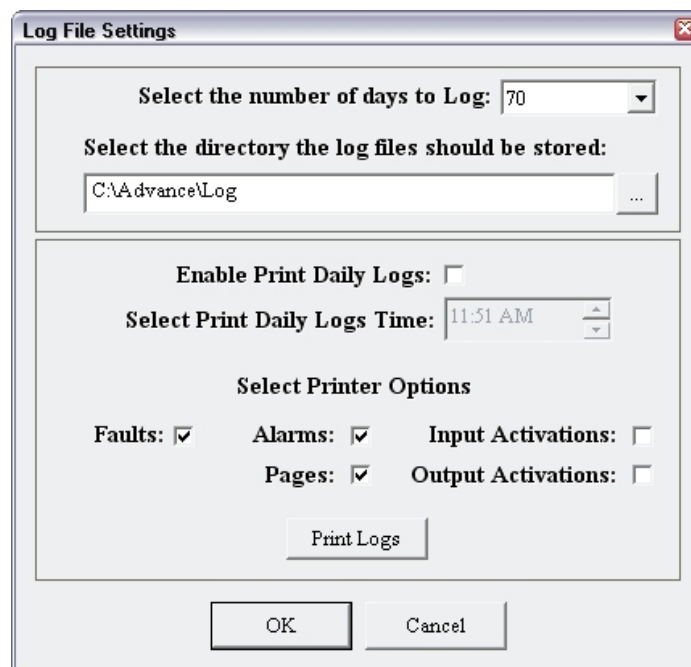 Log File Settings
Select the number of days to Log: 70
Select the directory the log files should be stored:
C:\Advance\Log
...
Enable Print Daily Logs:
Select Print Daily Logs Time: 11:51 AM
Select Printer Options
Faults: Alarms: Input Activations:
Pages: Output Activations:
Print Logs
OK Cancel